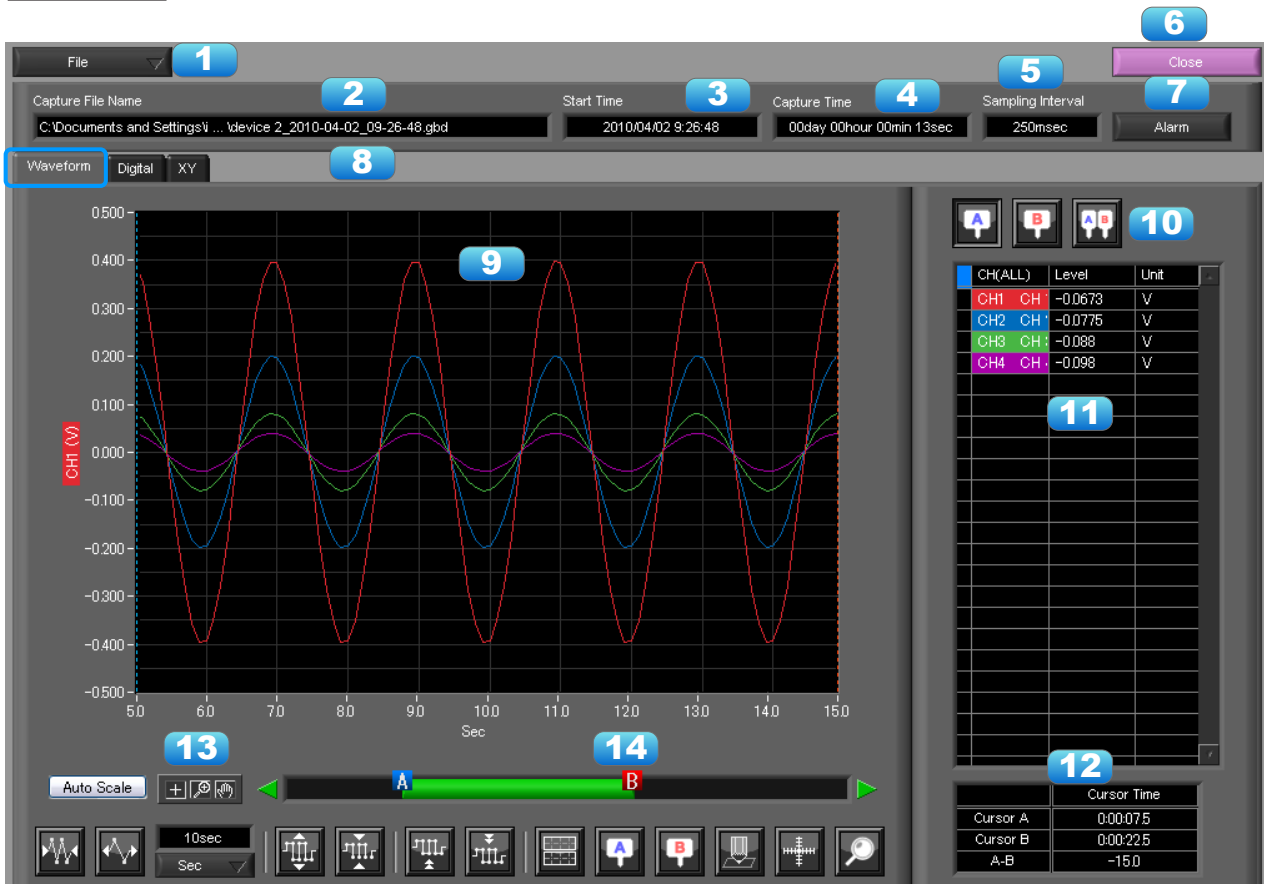 6
File 1 Close
2 3 4 5 7
Capture File Name Start Time Capture Time Sampling Interval
C:\Documents and Settings\i ... \device 2_2010-04-02_09-26-48.gbd 2010/04/02 9:26:48 00day 00hour 00min 13sec 250msec Alarm
Waveform Digital XY 8
A B A B 10
0.500
0.400
0.300
0.200
0.100
0.000
-0.100
-0.200
-0.300
-0.400
-0.500
CH1 (V)
9
5.0 6.0 7.0 8.0 9.0 10.0 11.0 12.0 13.0 14.0 15.0
Sec
CH(ALL) Level Unit
CH1 CH -0.0673 V
CH2 CH -0.0775 V
CH3 CH -0.088 V
CH4 CH -0.098 V
11
13 14
Auto Scale A B
10sec
Sec
A B
12
Cursor Time
Cursor A 0:00:07.5
Cursor B 0:00:22.5
A-B -15.0